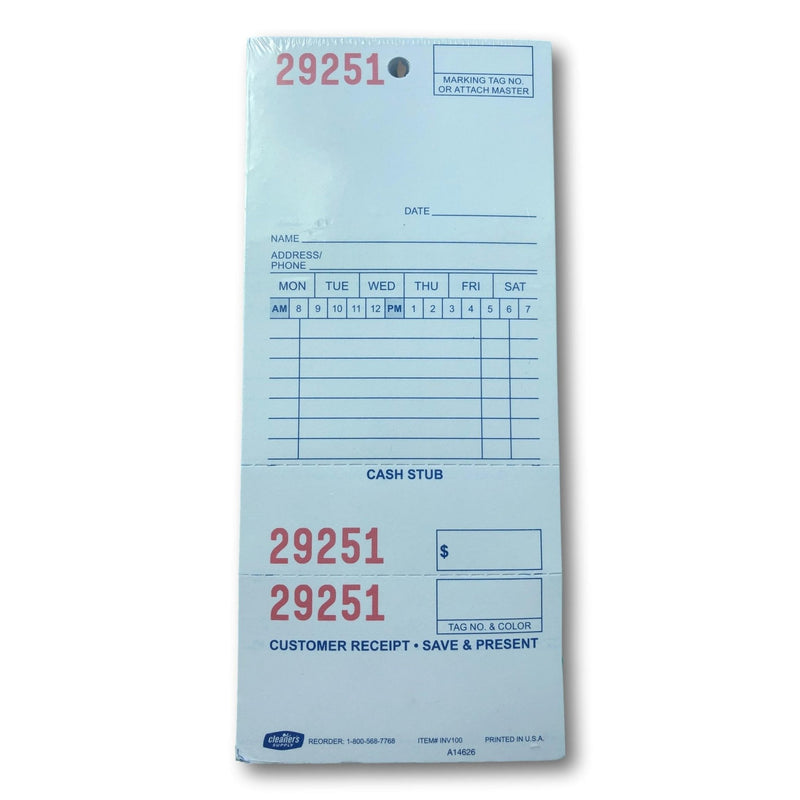 29251
MARKING TAG NO.
OR ATTACH MASTER
DATE
NAME
ADDRESS/
PHONE
MON TUE WED THU FRI SAT
AM 8 9 10 11 12 PM 1 2 3 4 5 6 7
CASH STUB
29251 $
29251
TAG NO. & COLOR
CUSTOMER RECEIPT • SAVE & PRESENT
cleaners
SUPPLY
REORDER: 1-800-568-7768 ITEM# INV100 PRINTED IN U.S.A.
A14626